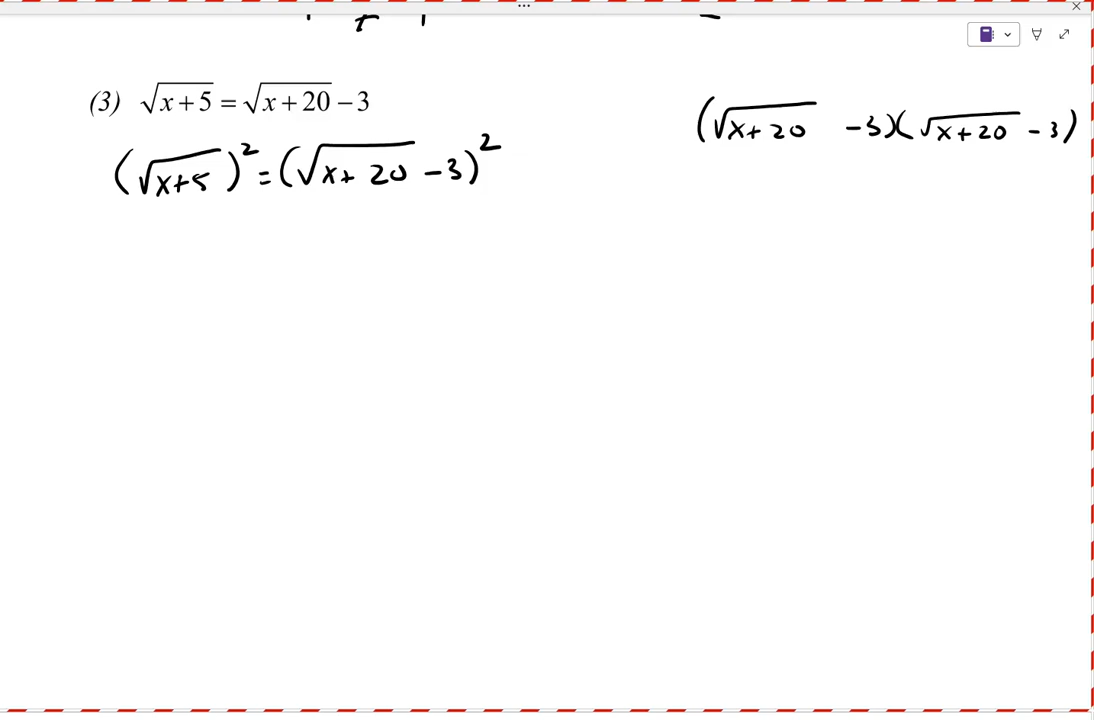 (3) √(x+5) = √(x+20) − 3
(√(x+5))² = (√(x+20) − 3)²
(√(x+20) − 3)(√(x+20) − 3)